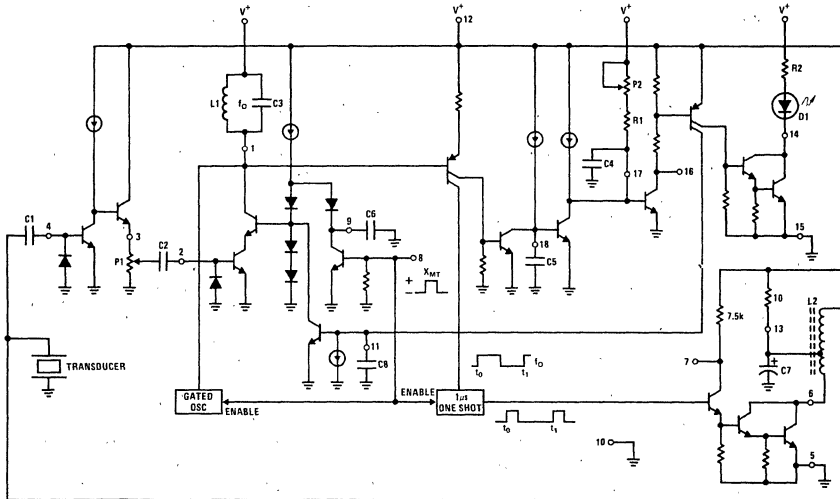 V+
V+
V+
V+
12
R2
P2
L1
fO
C3
D1
R1
1
14
C4
17
16
C1
4
9
C6
3
C2
2
8
18
C5
15
P1
XMT
+
−
10
L2
7.5k
13
11
fO
t0
t1
C8
7
+
C7
TRANSDUCER
6
GATED
OSC
ENABLE
ENABLE
1μs
ONE SHOT
t0
t1
10
5